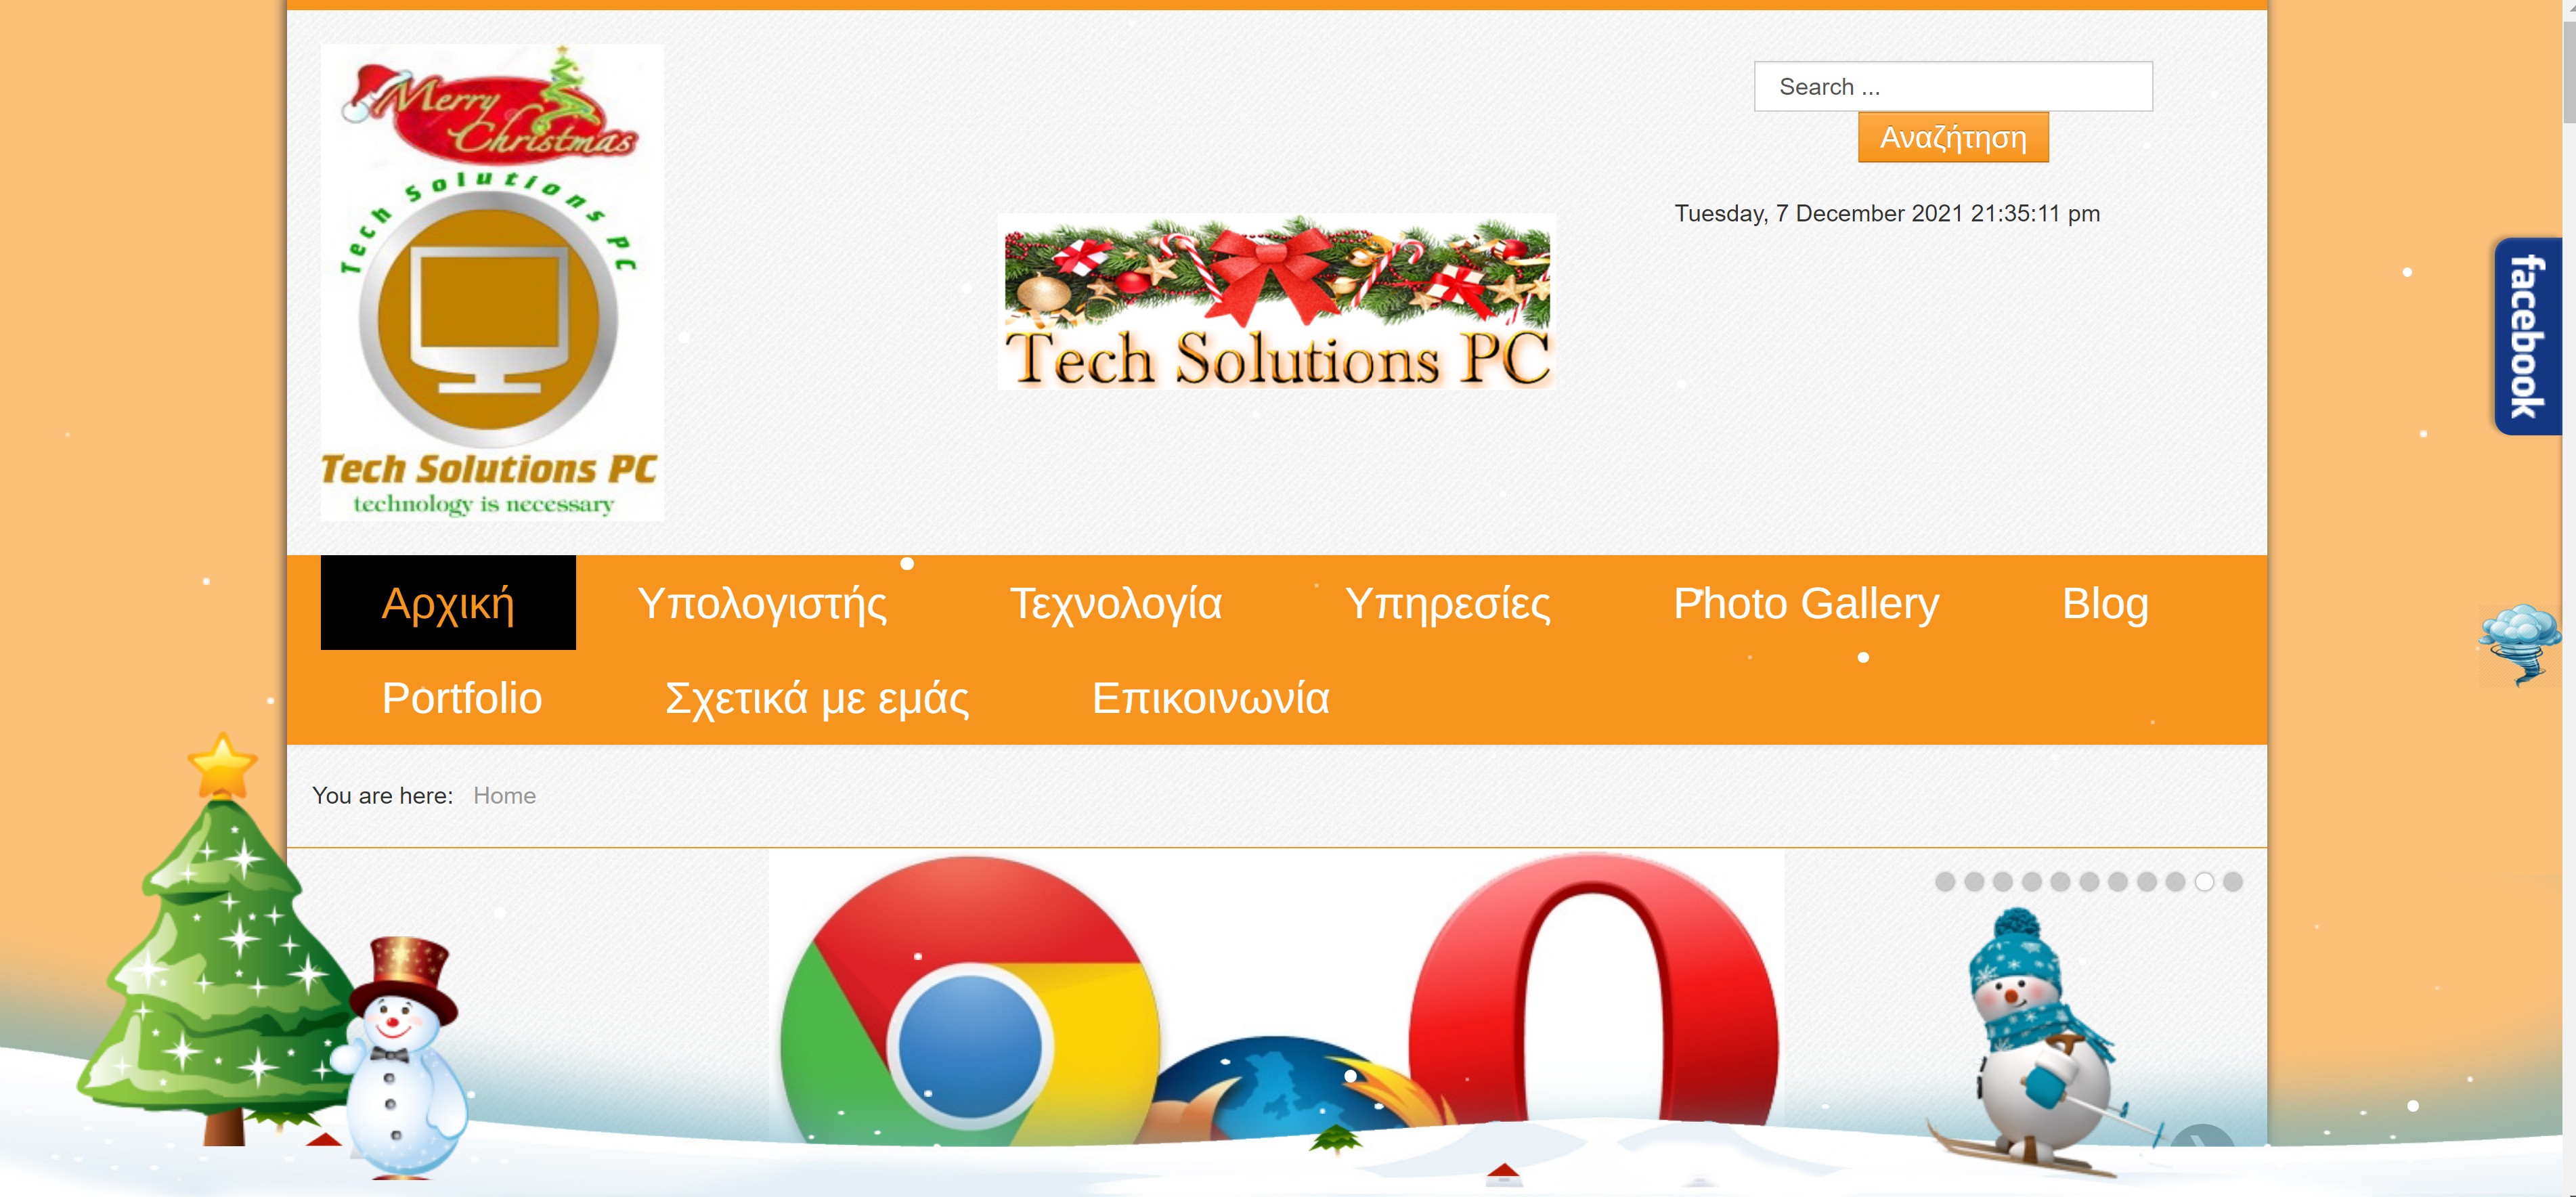 Merry
Christmas
Tech Solutions PC
Tech Solutions PC
technology is necessary
Tech Solutions PC
Search ...
Αναζήτηση
Tuesday, 7 December 2021 21:35:11 pm
facebook
Αρχική Υπολογιστής Τεχνολογία Υπηρεσίες Photo Gallery Blog
Portfolio Σχετικά με εμάς Επικοινωνία
You are here: Home